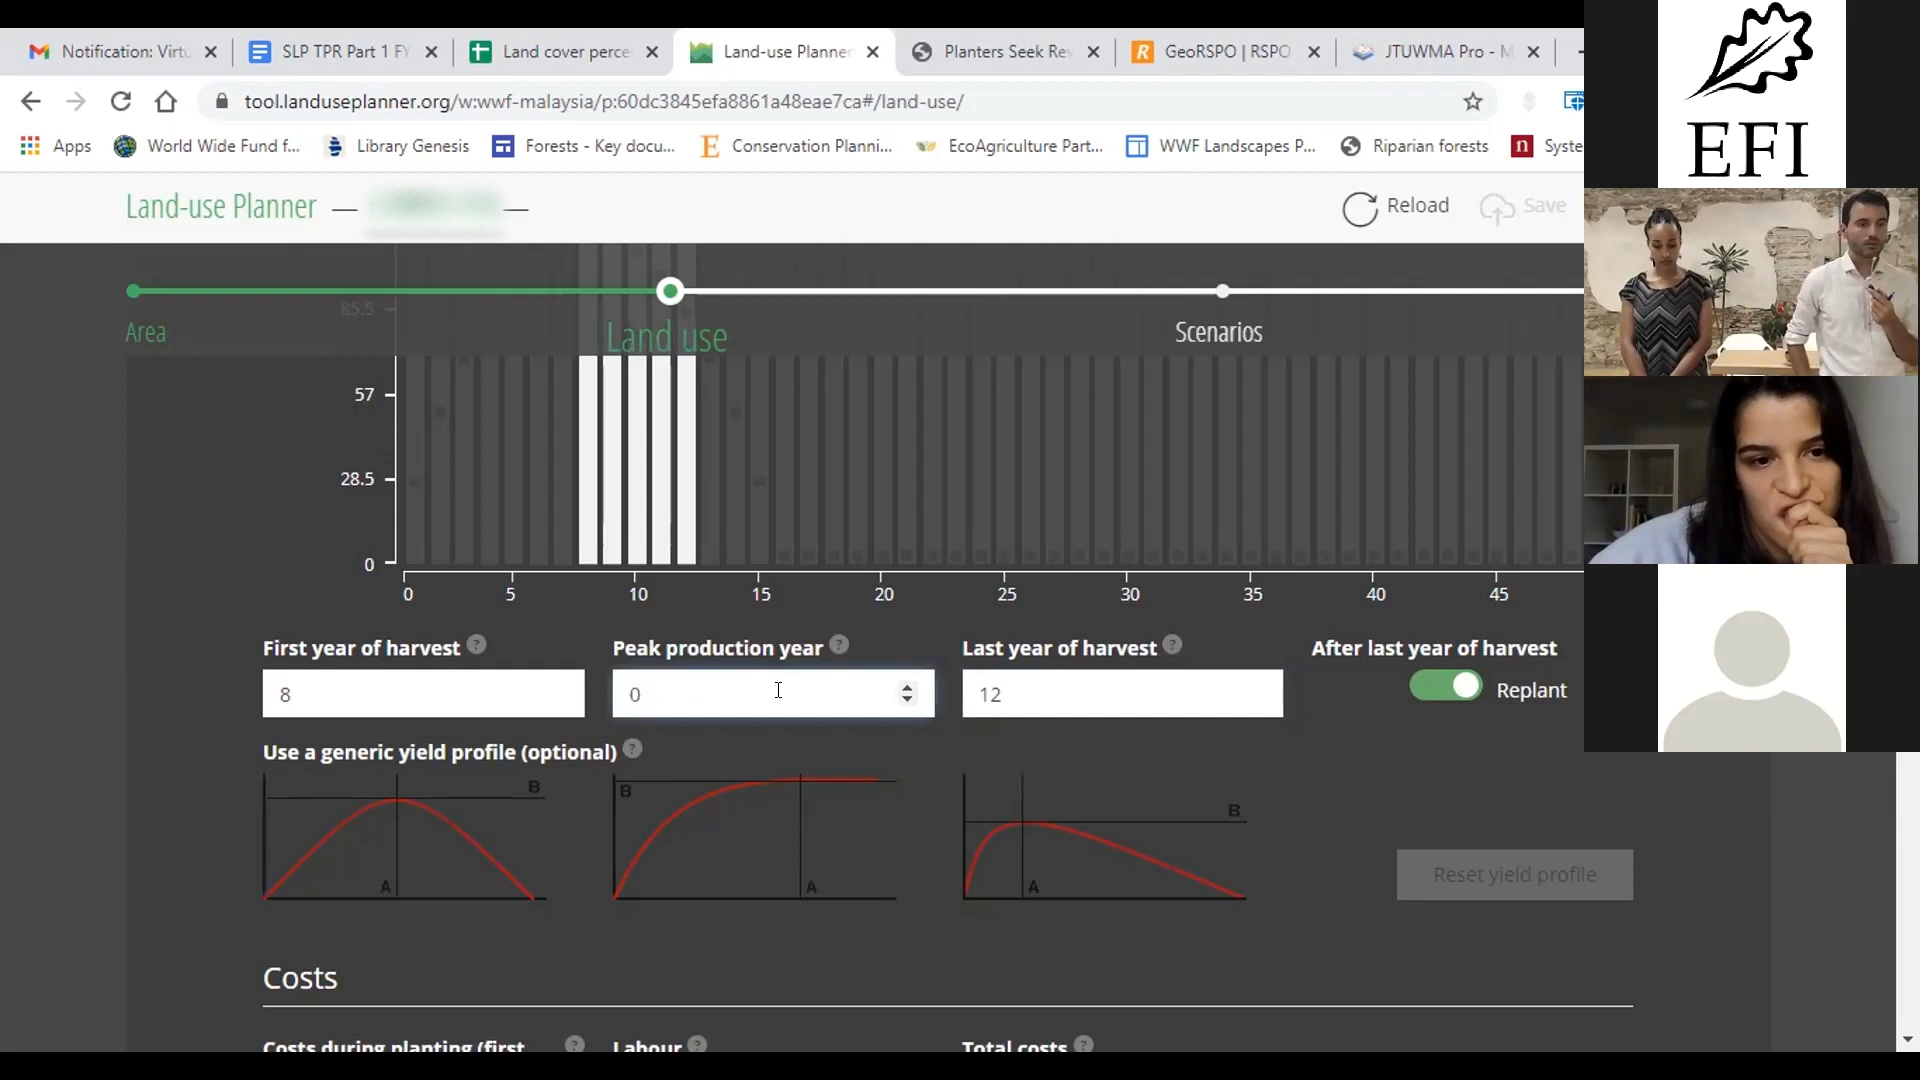 Notification: Virtu
SLP TPR Part 1 FY
Land cover perce
Land-use Planner
Planters Seek Rev
GeoRSPO | RSPO
JTUWMA Pro - M
tool.landuseplanner.org/w:wwf-malaysia/p:60dc3845efa8861a48eae7ca#/land-use/
Apps
World Wide Fund f...
Library Genesis
Forests - Key docu...
Conservation Planni...
EcoAgriculture Part...
WWF Landscapes P...
Riparian forests
Syste
EFI
Land-use Planner —
—
Reload
Save
85.5
Area
Land use
Scenarios
57
28.5
0
0 5 10 15 20 25 30 35 40 45
First year of harvest ?
Peak production year ?
Last year of harvest ?
After last year of harvest
8
0
12
Replant
Use a generic yield profile (optional) ?
B
A
B
A
B
A
Reset yield profile
Costs
Costs during planting (first ?
Labour ?
Total costs ?